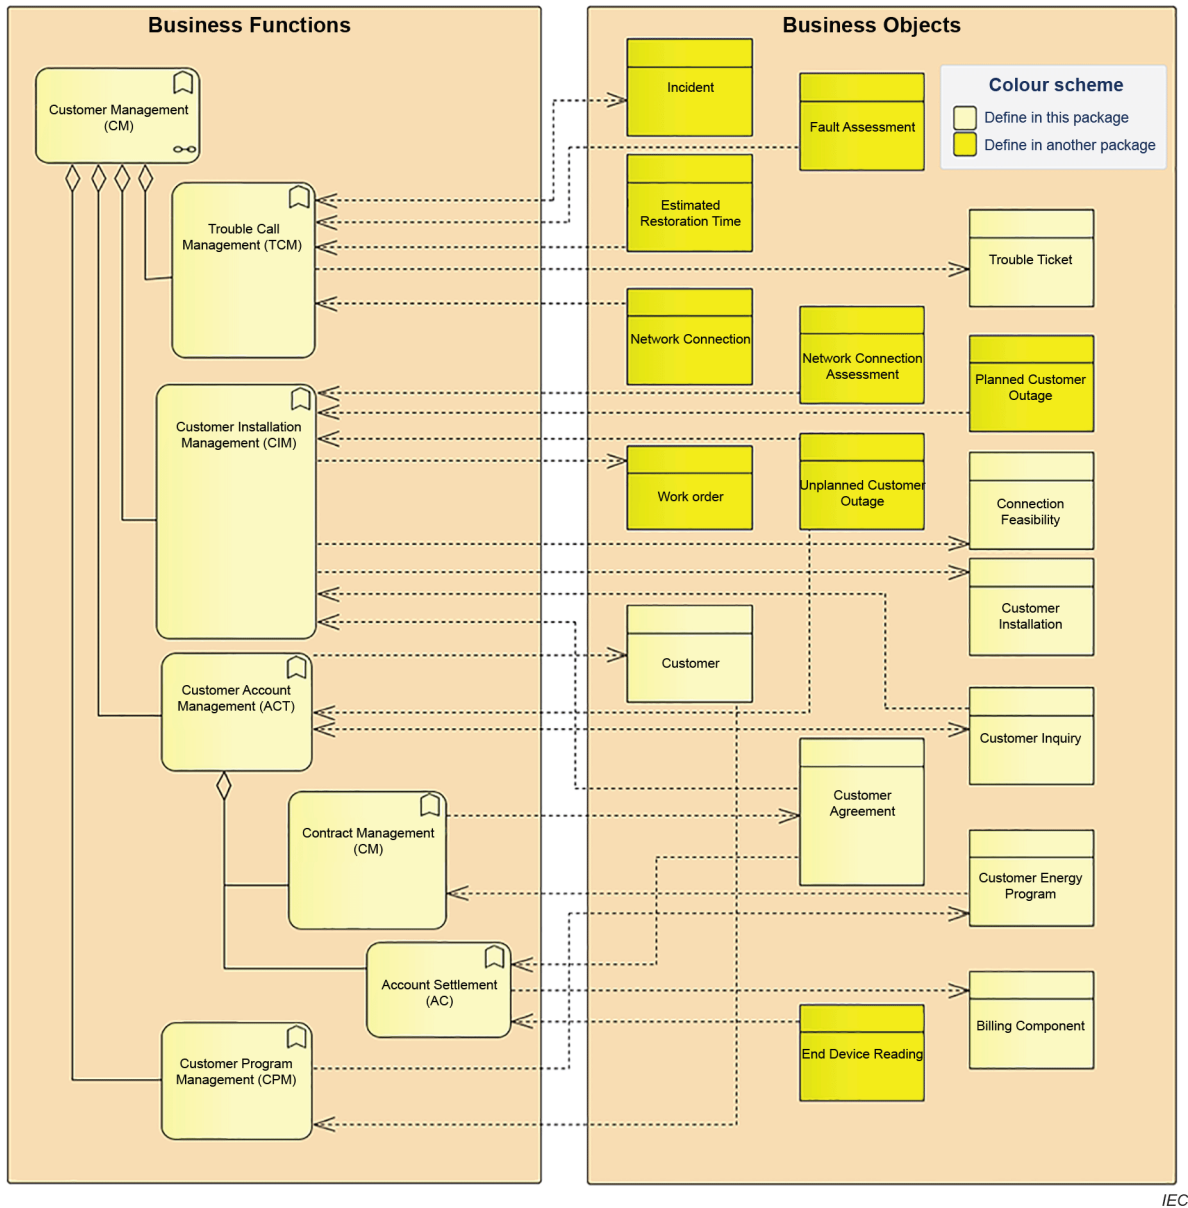 Business Functions
Customer Management
(CM)
Trouble Call
Management (TCM)
Customer Installation
Management (CIM)
Customer Account
Management (ACT)
Contract Management
(CM)
Account Settlement
(AC)
Customer Program
Management (CPM)
Business Objects
Incident
Fault Assessment
Colour scheme
Define in this package
Define in another package
Estimated
Restoration Time
Trouble Ticket
Network Connection
Network Connection
Assessment
Planned Customer
Outage
Work order
Unplanned Customer
Outage
Connection
Feasibility
Customer
Installation
Customer
Customer Inquiry
Customer
Agreement
Customer Energy
Program
Billing Component
End Device Reading
IEC